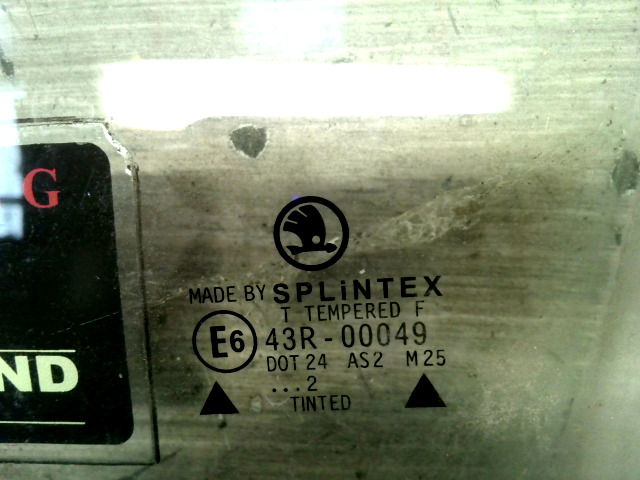 G
ND
MADE BY SPLiNTEX
T TEMPERED F
E6 43R-00049
DOT 24 AS2 M25
...2
TINTED